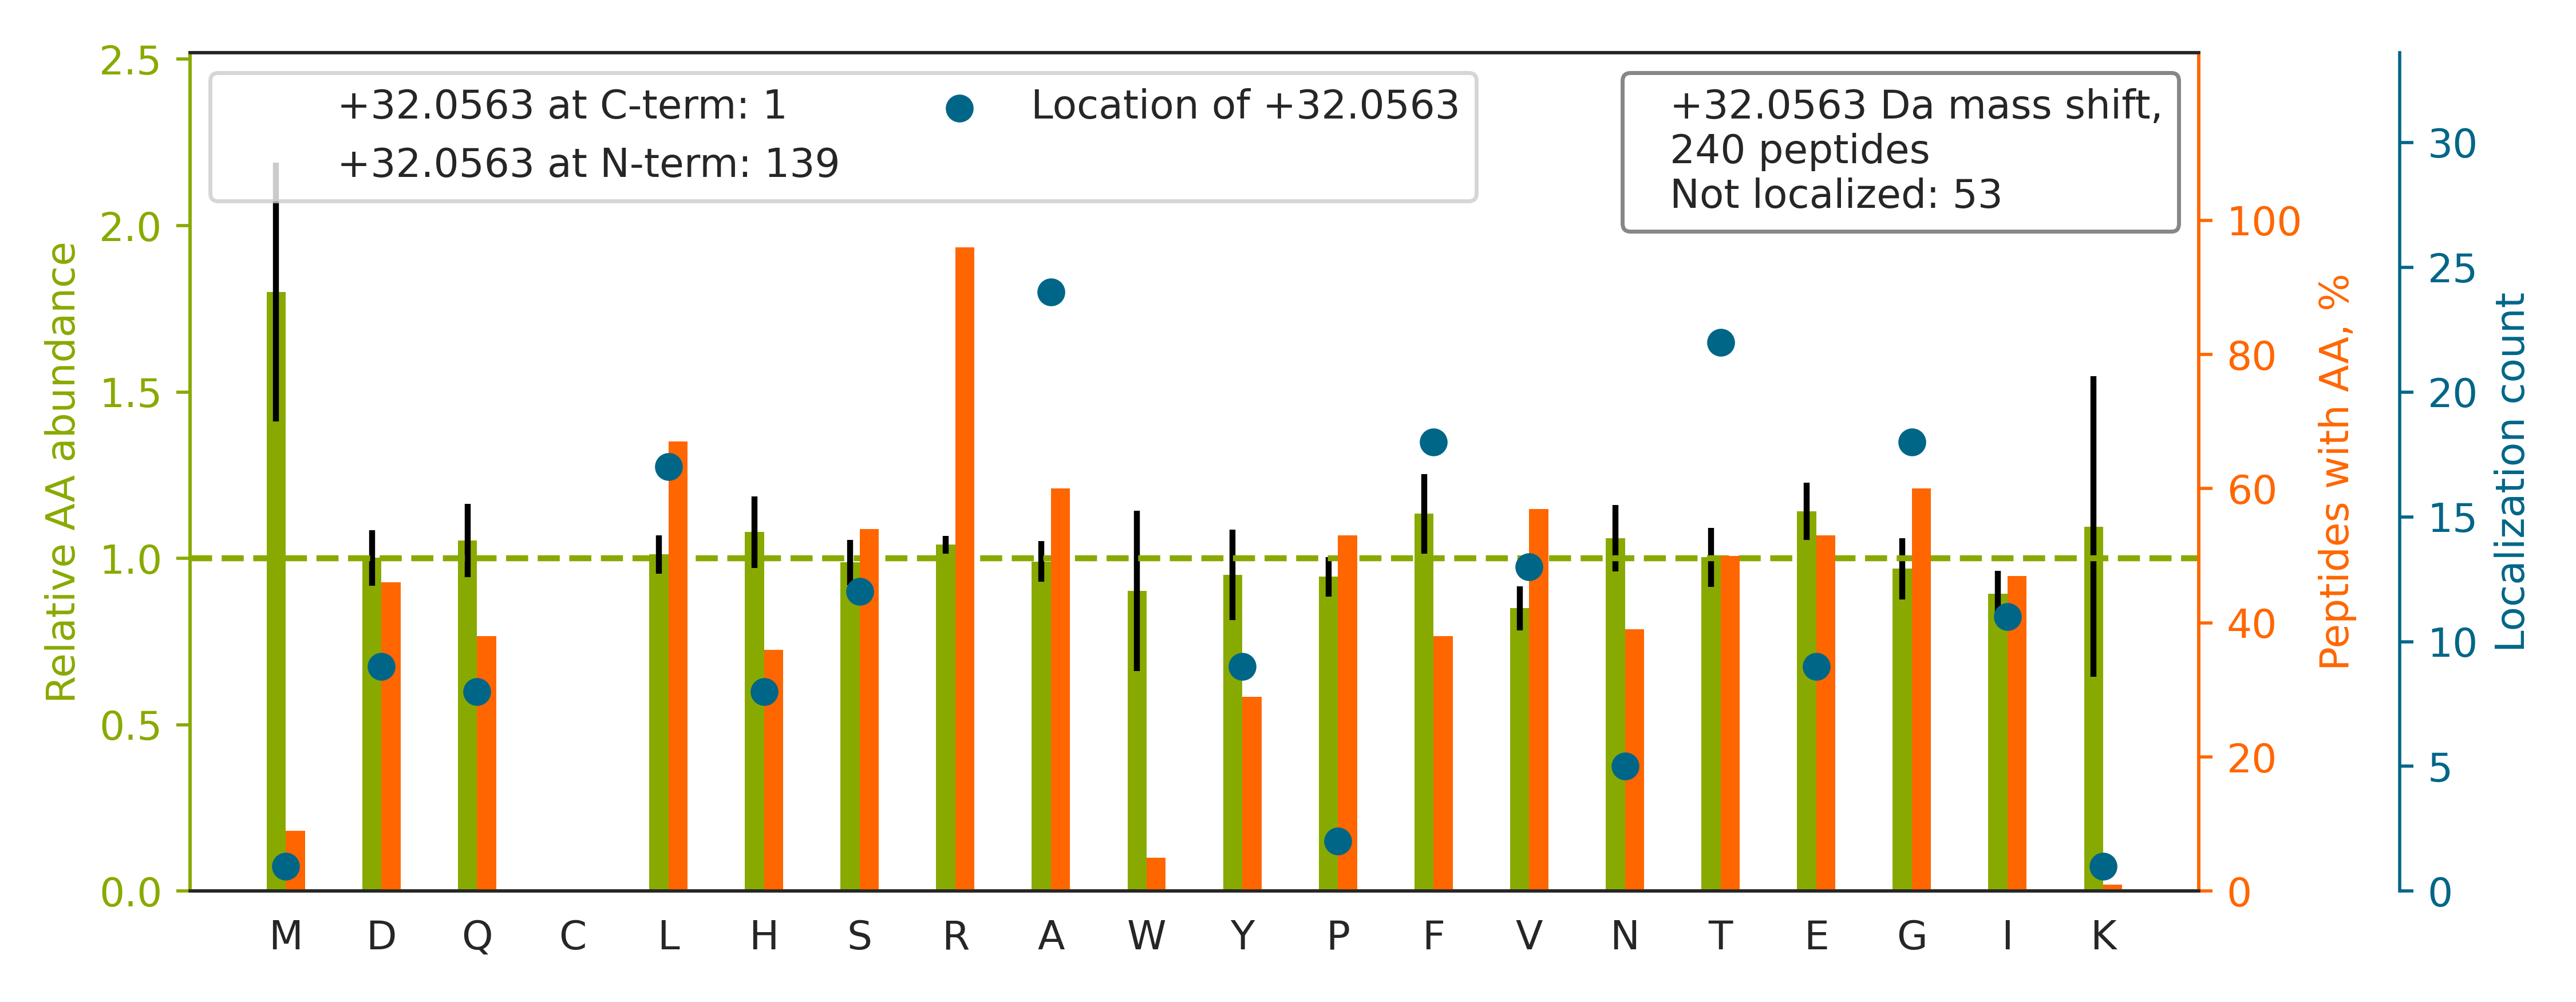 +32.0563 at C-term: 1
+32.0563 at N-term: 139
Location of +32.0563
+32.0563 Da mass shift,
240 peptides
Not localized: 53
Relative AA abundance
2.5
2.0
1.5
1.0
0.5
0.0
M D Q C L H S R A W Y P F V N T E G I K
100
80
60
40
20
0
Peptides with AA, %
30
25
20
15
10
5
0
Localization count